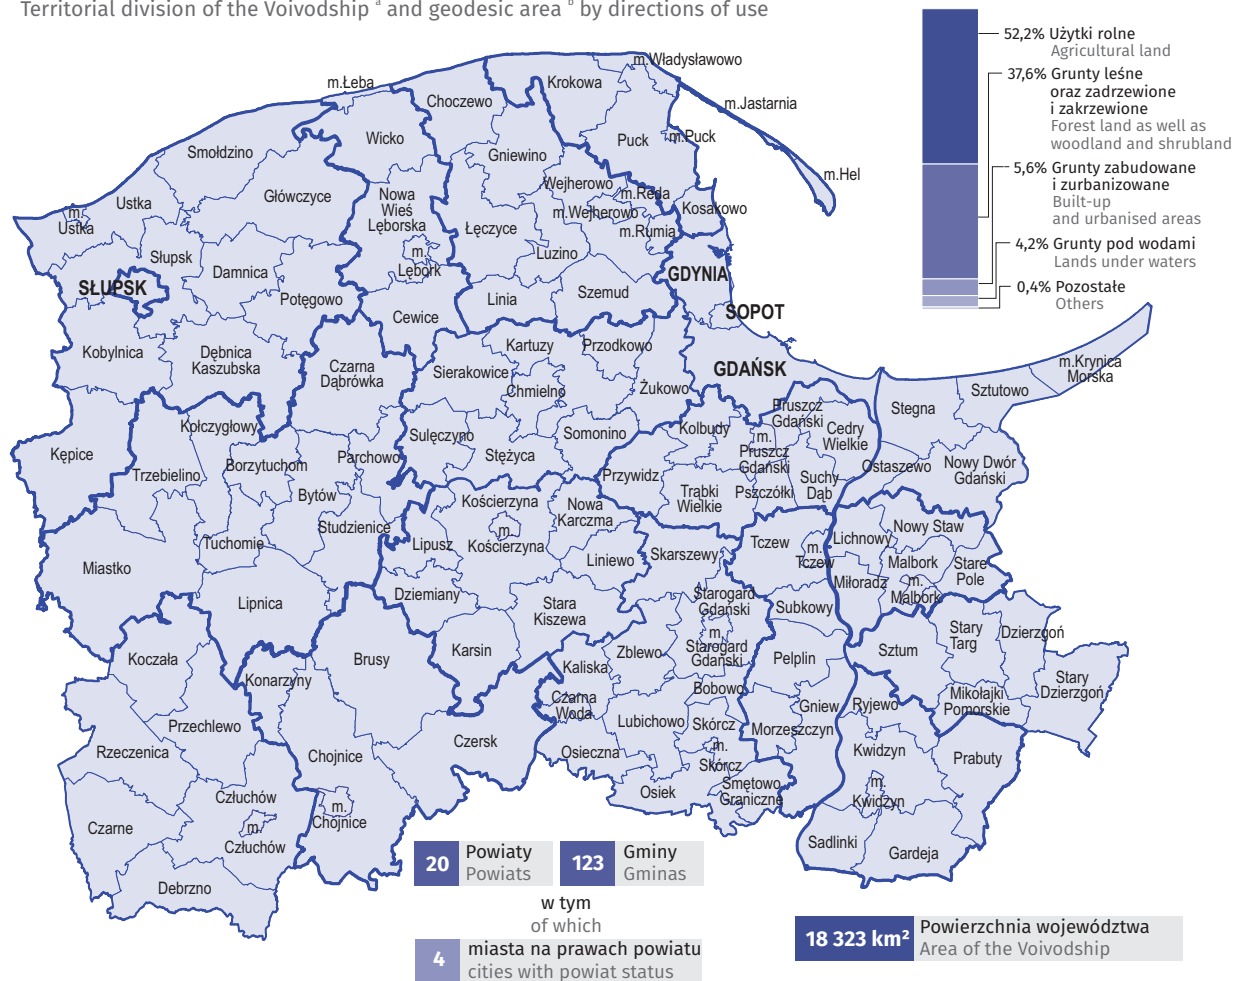 Territorial division of the Voivodship ᵃ and geodesic area ᵇ by directions of use
52,2% Użytki rolne
Agricultural land
37,6% Grunty leśne
oraz zadrzewione
i zakrzewione
Forest land as well as
woodland and shrubland
5,6% Grunty zabudowane
i zurbanizowane
Built-up
and urbanised areas
4,2% Grunty pod wodami
Lands under waters
0,4% Pozostałe
Others
m.Władysławowo
m.Łeba
Krokowa
Choczewo
m.Jastarnia
Wicko
Puck
m.Puck
Smołdzino
Gniewino
m.Hel
Wejherowo
m.Reda
Główczyce
Nowa
Wieś
Lęborska
Ustka
m.
Ustka
m.Wejherowo
Kosakowo
Łęczyce
m.Rumia
Słupsk
m.
Lębork
Luzino
Damnica
GDYNIA
SŁUPSK
Potęgowo
Linia
Szemud
SOPOT
Cewice
Kobylnica
Dębnica
Kaszubska
Czarna
Dąbrówka
Kartuzy
Przodkowo
Sierakowice
GDAŃSK
m.Krynica
Morska
Chmielno
Żukowo
Sztutowo
Stegna
Pruszcz
Gdański
Kołczygłowy
Kolbudy
Cedry
Wielkie
Sulęczyno
Somonino
m.
Pruszcz
Gdański
Kępice
Stężyca
Parchowo
Borzytuchom
Trzebielino
Przywidz
Ostaszewo
Nowy Dwór
Gdański
Suchy
Dąb
Bytów
Trąbki
Wielkie
Pszczółki
Kościerzyna
Nowa
Karczma
Studzienice
m.
Kościerzyna
Nowy Staw
Lichnowy
Tuchomie
Lipusz
Tczew
m.
Tczew
Skarszewy
Liniewo
Malbork
Stare
Pole
Miastko
Miłoradz
m.
Malbork
Dziemiany
Starogard
Gdański
Lipnica
Stara
Kiszewa
Subkowy
Stary
Targ
Dzierzgoń
m.
Starogard
Gdański
Karsin
Zblewo
Sztum
Koczała
Brusy
Pelplin
Kaliska
Konarzyny
Stary
Dzierzgoń
Bobowo
Czarna
Woda
Mikołajki
Pomorskie
Gniew
Ryjewo
Lubichowo
Skórcz
Morzeszczyn
Przechlewo
Rzeczenica
Chojnice
Czersk
Osieczna
m.
Skórcz
Kwidzyn
Prabuty
Człuchów
Osiek
Smętowo
Graniczne
m.
Kwidzyn
m.
Chojnice
Czarne
m.
Człuchów
Sadlinki
Gardeja
Debrzno
20 Powiaty
Powiats
123 Gminy
Gminas
w tym
of which
4 miasta na prawach powiatu
cities with powiat status
18 323 km² Powierzchnia województwa
Area of the Voivodship